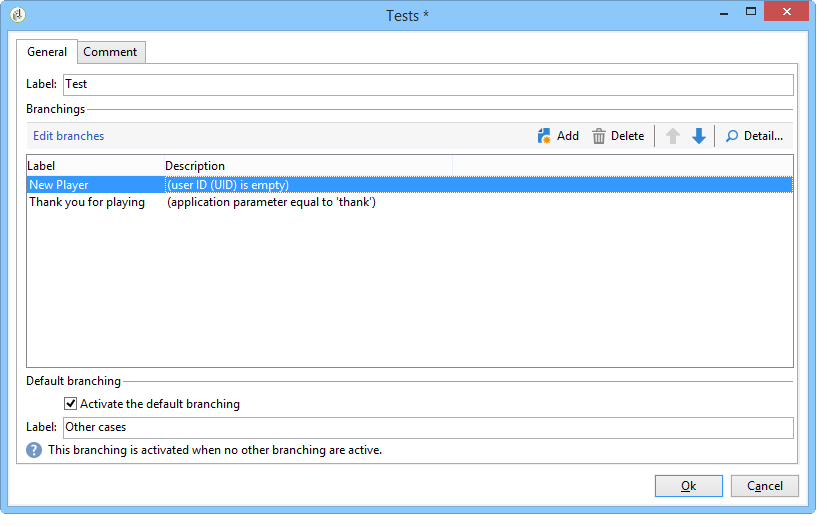 Tests *
General Comment
Label: Test
Branchings
Edit branches Add Delete Detail...
Label Description
New Player (user ID (UID) is empty)
Thank you for playing (application parameter equal to 'thank')
Default branching
Activate the default branching
Label: Other cases
? This branching is activated when no other branching are active.
Ok Cancel